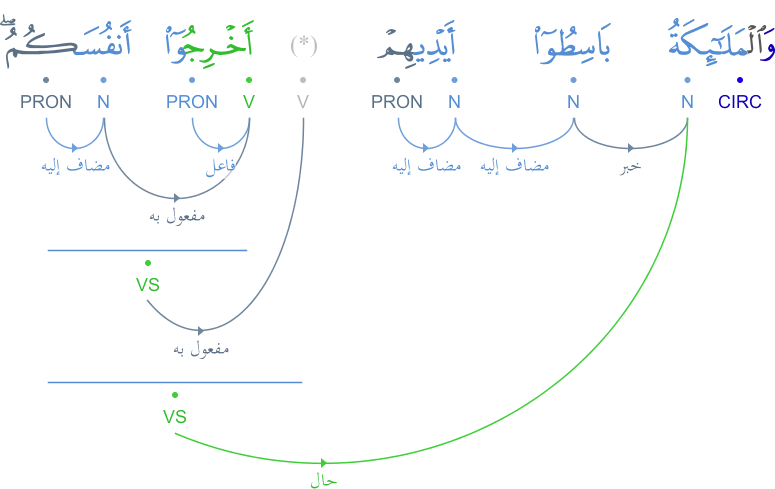 وَٱلْمَلَـٰٓئِكَةُ بَاسِطُوٓا۟ أَيْدِيهِمْ (*) أَخْرِجُوٓا۟ أَنفُسَكُمُ ۖ
CIRC N N N PRON V V PRON N PRON
خبر مضاف إليه مضاف إليه فاعل مضاف إليه
مفعول به
VS
مفعول به
VS
حال